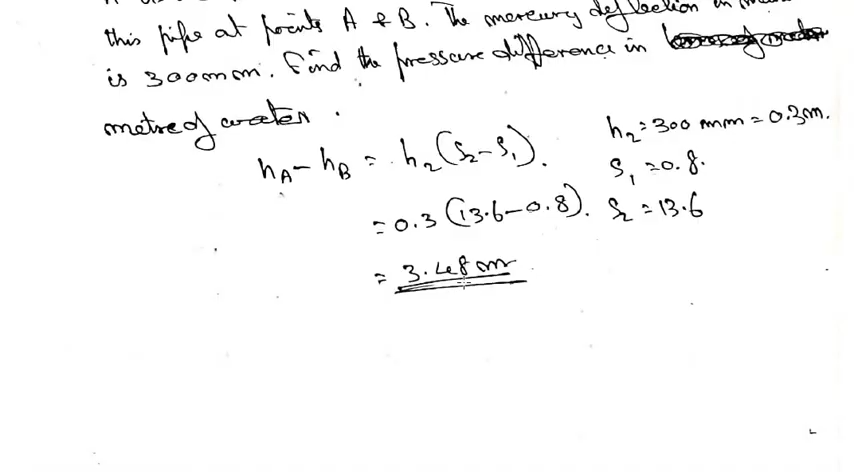 this pipe at points A & B. The mercury deflection in
is 300mm. Find the pressure difference in
metre of water.
hA - hB = h2 (S2 - S1).
h2 = 300 mm = 0.3m.
S1 = 0.8.
= 0.3 (13.6 - 0.8).
S2 = 13.6
= 3.48 m